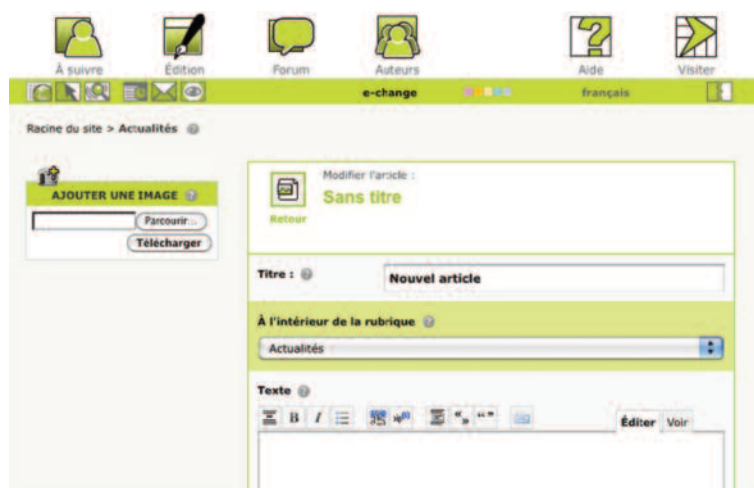 À suivre Édition Forum Auteurs Aide Visiter
e-change français
Racine du site > Actualités
AJOUTER UNE IMAGE
Parcourir...
Télécharger
Modifier l'article :
Sans titre
Retour
Titre : Nouvel article
À l'intérieur de la rubrique
Actualités
Texte
B I Éditer Voir